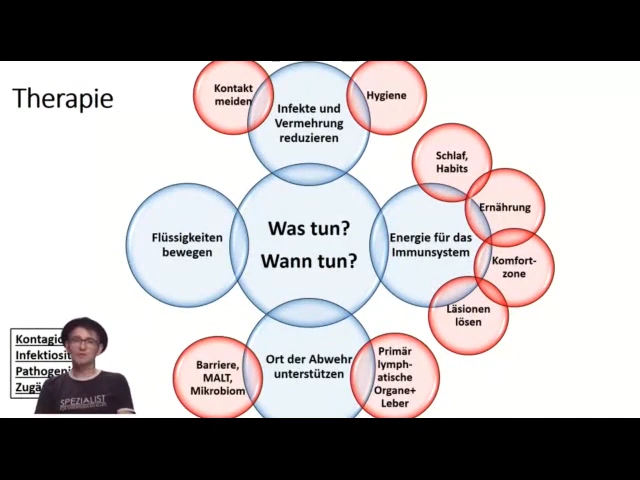 Therapie
Kontakt
meiden
Infekte und
Vermehrung
reduzieren
Hygiene
Schlaf,
Habits
Ernährung
Flüssigkeiten
bewegen
Was tun?
Wann tun?
Energie für das
Immunsystem
Komfort-
zone
Läsionen
lösen
Barriere,
MALT,
Mikrobiom
Ort der Abwehr
unterstützen
Primär
lymph-
atische
Organe+
Leber
SPEZIALIST